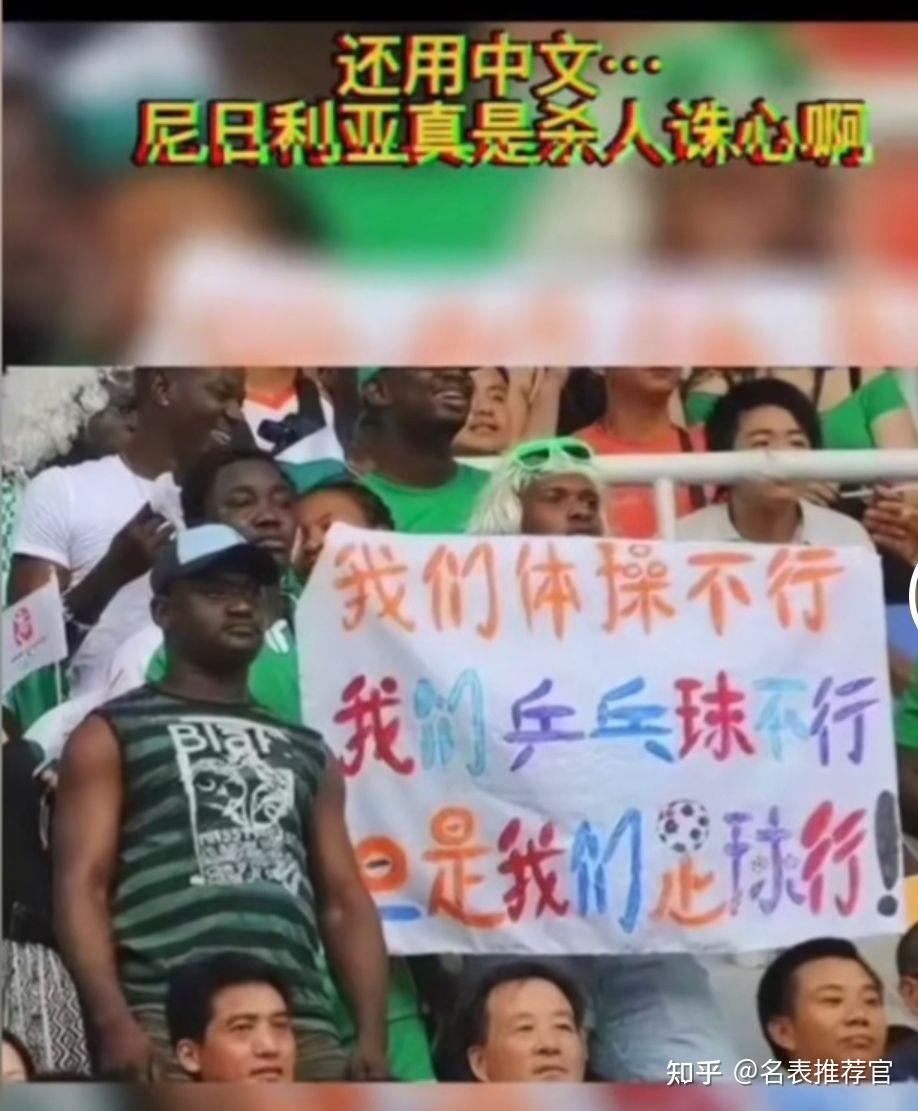 还用中文…
尼日利亚真是杀人诛心啊
我们体操不行
我们乒乓球不行
但是我们足球行！
Blar
知乎 @名表推荐官